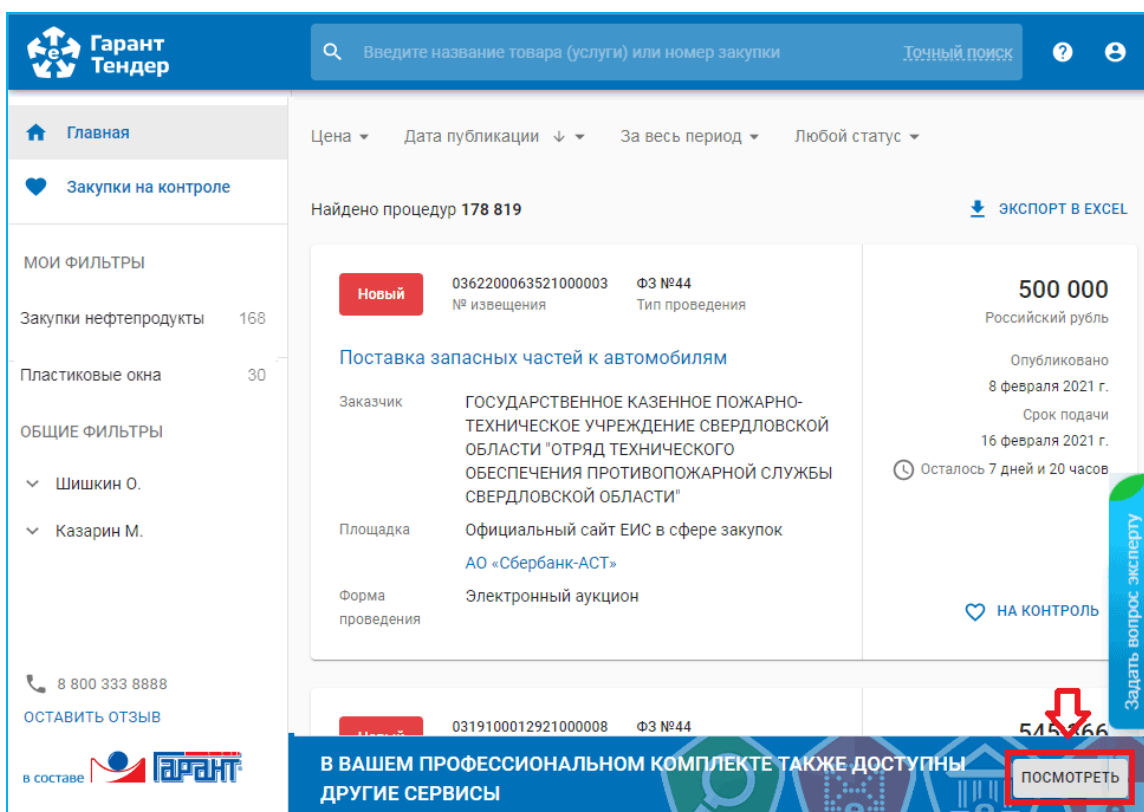 Гарант
Тендер
Введите название товара (услуги) или номер закупки
Точный поиск
Главная
Закупки на контроле
МОИ ФИЛЬТРЫ
Закупки нефтепродукты 168
Пластиковые окна 30
ОБЩИЕ ФИЛЬТРЫ
Шишкин О.
Казарин М.
8 800 333 8888
ОСТАВИТЬ ОТЗЫВ
в составе Гарант
Цена Дата публикации За весь период Любой статус
Найдено процедур 178 819
ЭКСПОРТ В EXCEL
Новый
0362200063521000003 ФЗ №44
№ извещения Тип проведения
Поставка запасных частей к автомобилям
Заказчик ГОСУДАРСТВЕННОЕ КАЗЕННОЕ ПОЖАРНО-
ТЕХНИЧЕСКОЕ УЧРЕЖДЕНИЕ СВЕРДЛОВСКОЙ
ОБЛАСТИ "ОТРЯД ТЕХНИЧЕСКОГО
ОБЕСПЕЧЕНИЯ ПРОТИВОПОЖАРНОЙ СЛУЖБЫ
СВЕРДЛОВСКОЙ ОБЛАСТИ"
Площадка Официальный сайт ЕИС в сфере закупок
АО «Сбербанк-АСТ»
Форма Электронный аукцион
проведения
500 000
Российский рубль
Опубликовано
8 февраля 2021 г.
Срок подачи
16 февраля 2021 г.
Осталось 7 дней и 20 часов
НА КОНТРОЛЬ
Задать вопрос эксперту
Новый
0319100012921000008 ФЗ №44
В ВАШЕМ ПРОФЕССИОНАЛЬНОМ КОМПЛЕКТЕ ТАКЖЕ ДОСТУПНЫ
ДРУГИЕ СЕРВИСЫ
ПОСМОТРЕТЬ